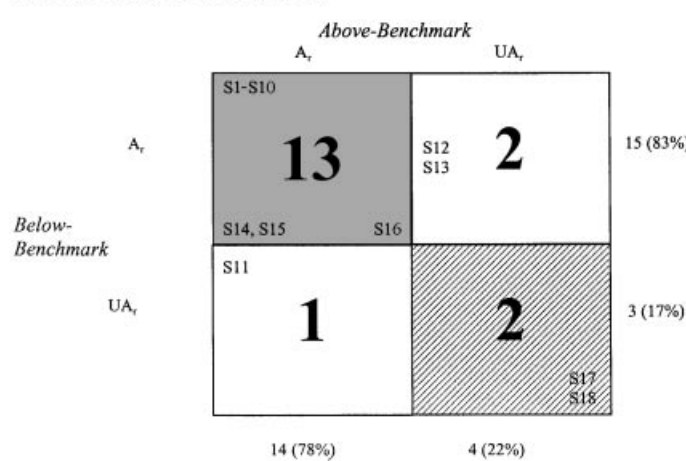 Above-Benchmark
Aᵣ UAᵣ
S1-S10
Aᵣ 13 S12 2 15 (83%)
S13
Below-
Benchmark
S14, S15 S16
S11
UAᵣ 1 2 3 (17%)
S17
S18
14 (78%) 4 (22%)